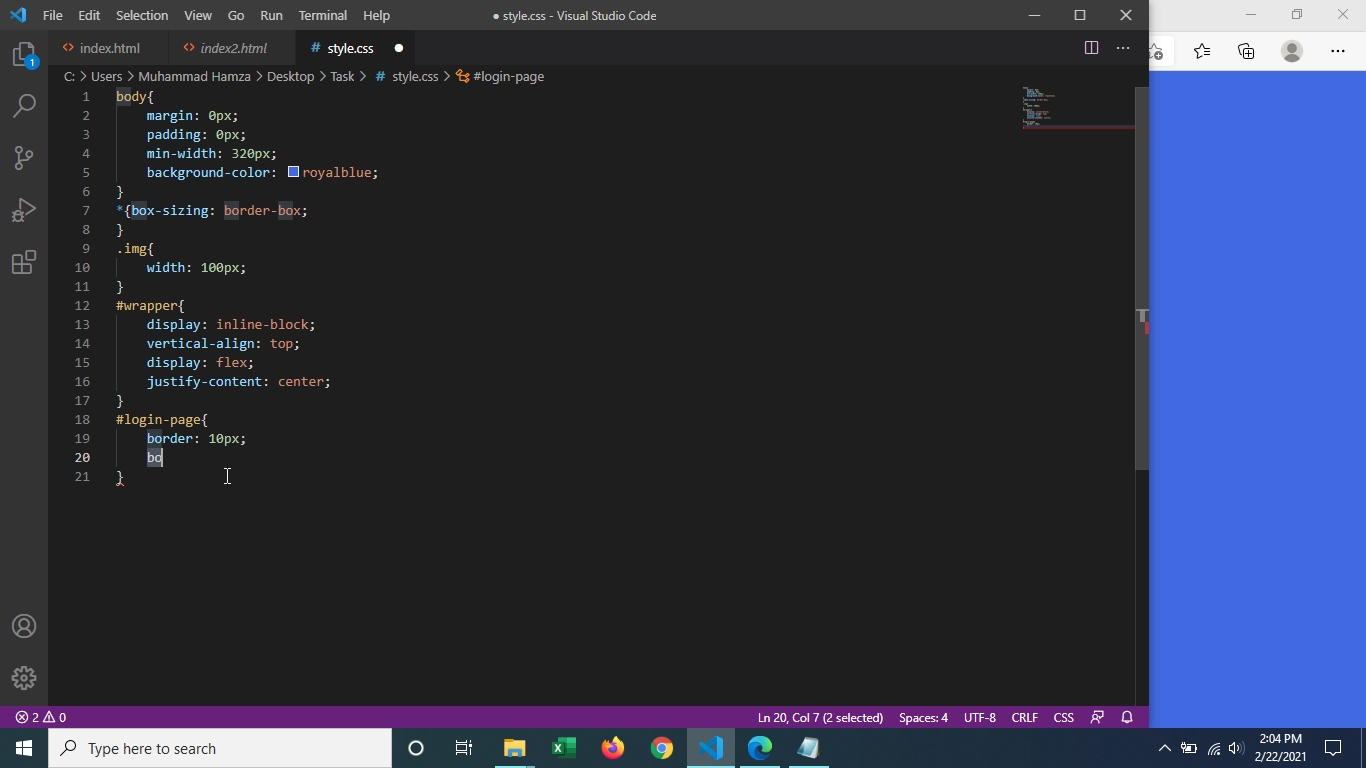 File Edit Selection View Go Run Terminal Help ● style.css - Visual Studio Code
index.html index2.html # style.css ●
C: > Users > Muhammad Hamza > Desktop > Task > # style.css > #login-page
1 body{
2 margin: 0px;
3 padding: 0px;
4 min-width: 320px;
5 background-color: royalblue;
6 }
7 *{box-sizing: border-box;
8 }
9 .img{
10 width: 100px;
11 }
12 #wrapper{
13 display: inline-block;
14 vertical-align: top;
15 display: flex;
16 justify-content: center;
17 }
18 #login-page{
19 border: 10px;
20 bo
21 }
1
2 0 Ln 20, Col 7 (2 selected) Spaces: 4 UTF-8 CRLF CSS
Type here to search
2:04 PM
2/22/2021